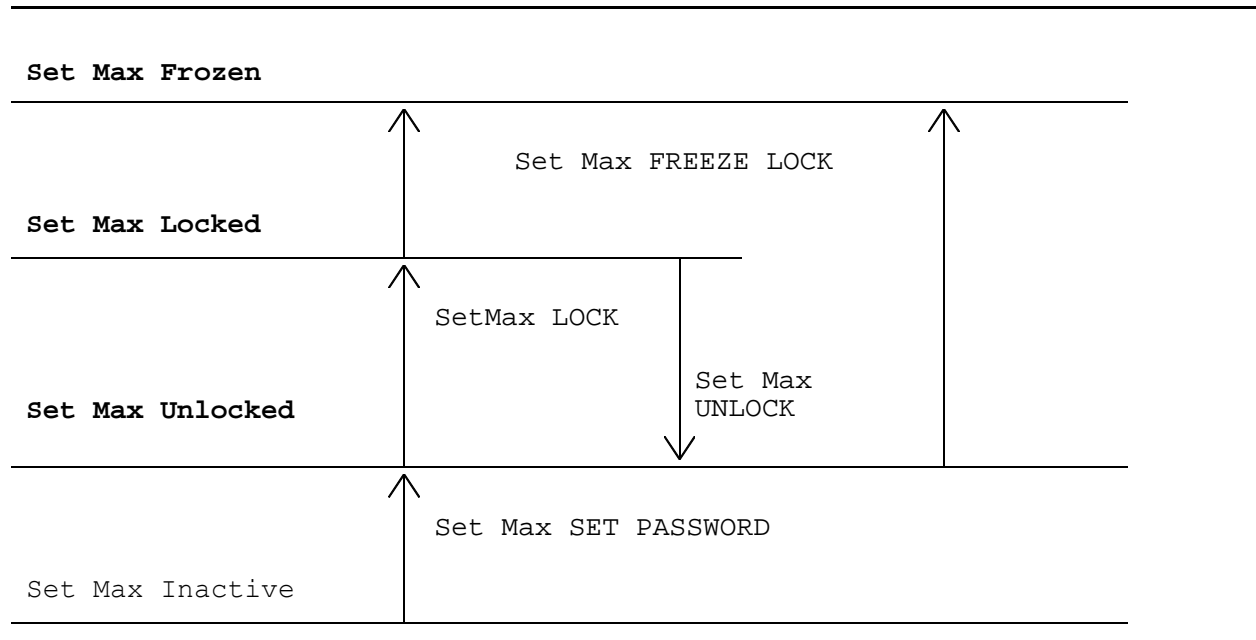 Set Max Frozen
Set Max FREEZE LOCK
Set Max Locked
SetMax LOCK
Set Max
UNLOCK
Set Max Unlocked
Set Max SET PASSWORD
Set Max Inactive